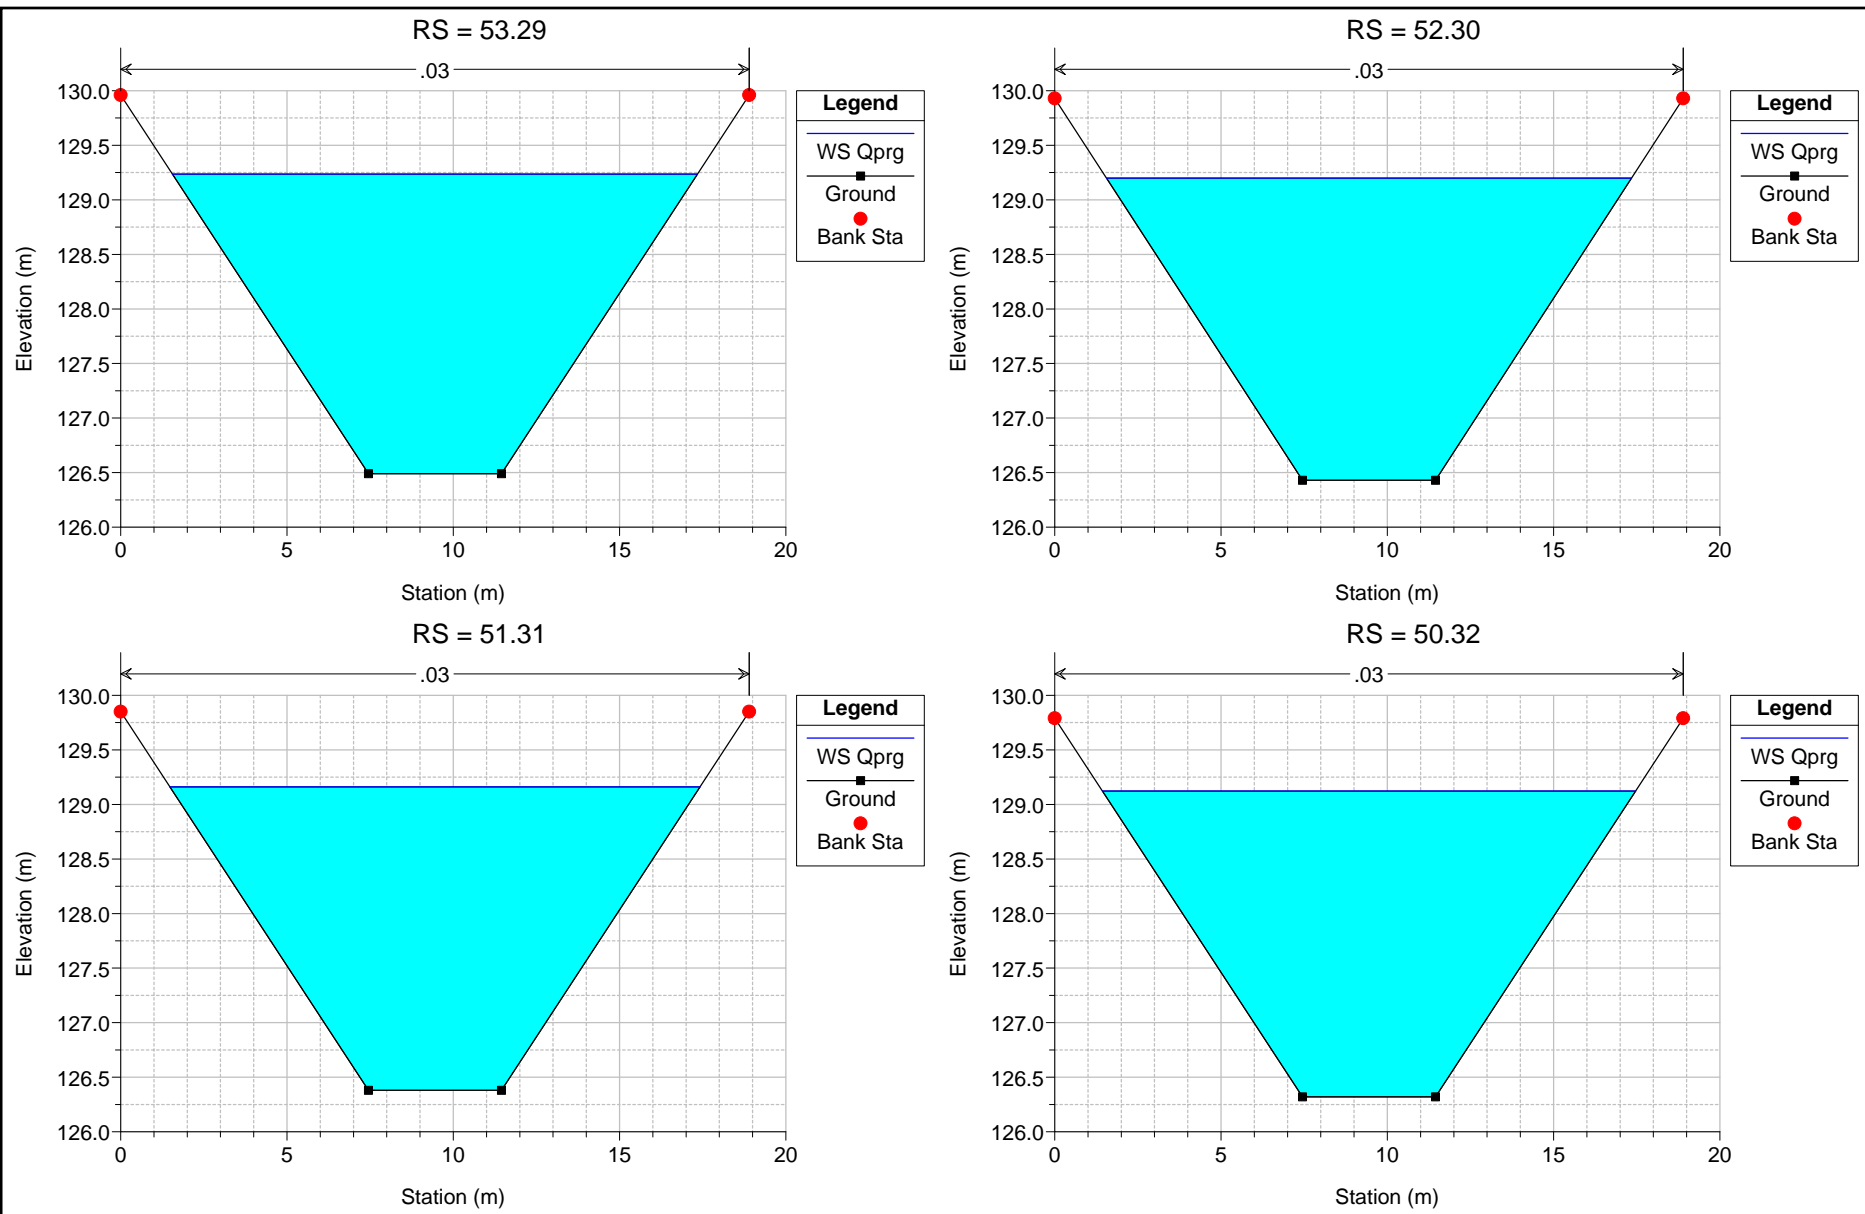 RS = 53.29
.03
130.0
129.5
129.0
128.5
128.0
127.5
127.0
126.5
126.0
0 5 10 15 20
Elevation (m)
Station (m)
Legend
WS Qprg
Ground
Bank Sta
RS = 52.30
.03
130.0
129.5
129.0
128.5
128.0
127.5
127.0
126.5
126.0
0 5 10 15 20
Elevation (m)
Station (m)
Legend
WS Qprg
Ground
Bank Sta
RS = 51.31
.03
130.0
129.5
129.0
128.5
128.0
127.5
127.0
126.5
126.0
0 5 10 15 20
Elevation (m)
Station (m)
Legend
WS Qprg
Ground
Bank Sta
RS = 50.32
.03
130.0
129.5
129.0
128.5
128.0
127.5
127.0
126.5
126.0
0 5 10 15 20
Elevation (m)
Station (m)
Legend
WS Qprg
Ground
Bank Sta